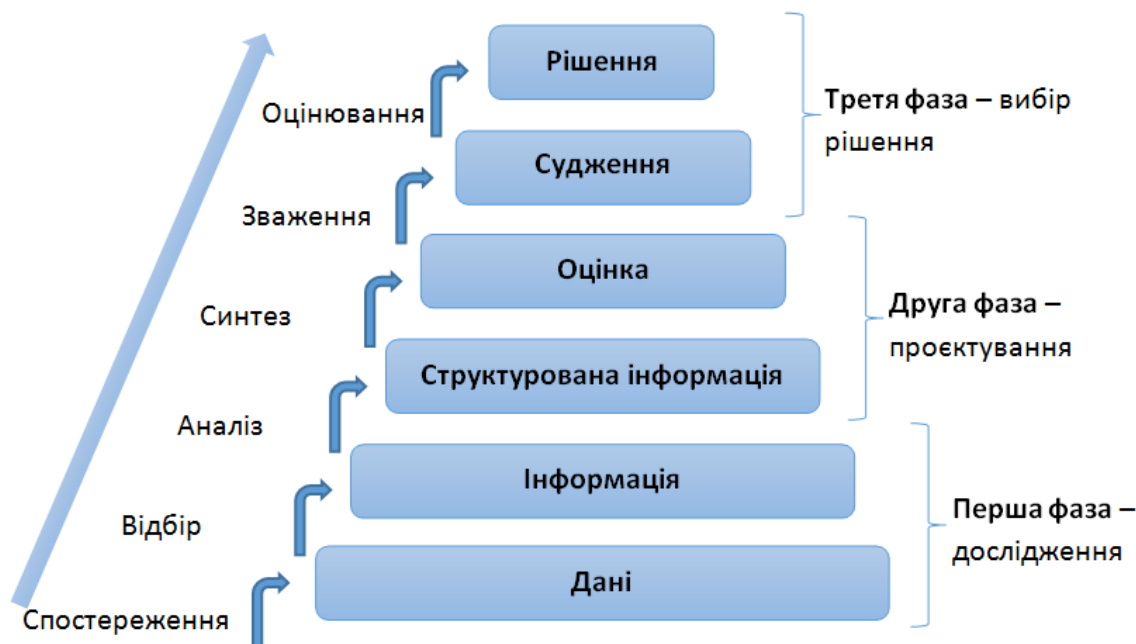 Рішення
Оцінювання
Третя фаза – вибір
рішення
Судження
Зваження
Оцінка
Синтез
Друга фаза –
проєктування
Структурована інформація
Аналіз
Інформація
Відбір
Перша фаза –
дослідження
Дані
Спостереження